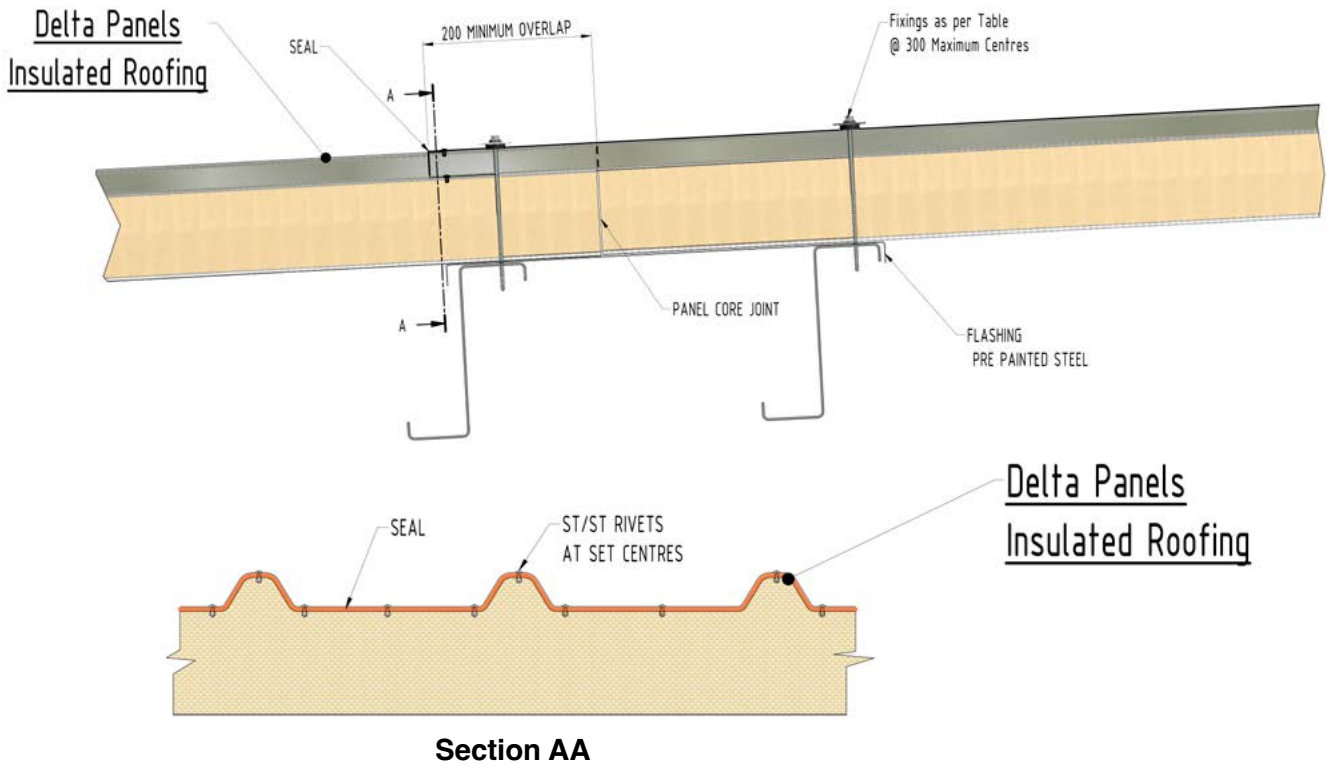 Delta Panels
Insulated Roofing
SEAL
200 MINIMUM OVERLAP
Fixings as per Table
@ 300 Maximum Centres
A
A
PANEL CORE JOINT
FLASHING
PRE PAINTED STEEL
Delta Panels
Insulated Roofing
SEAL
ST/ST RIVETS
AT SET CENTRES
Section AA